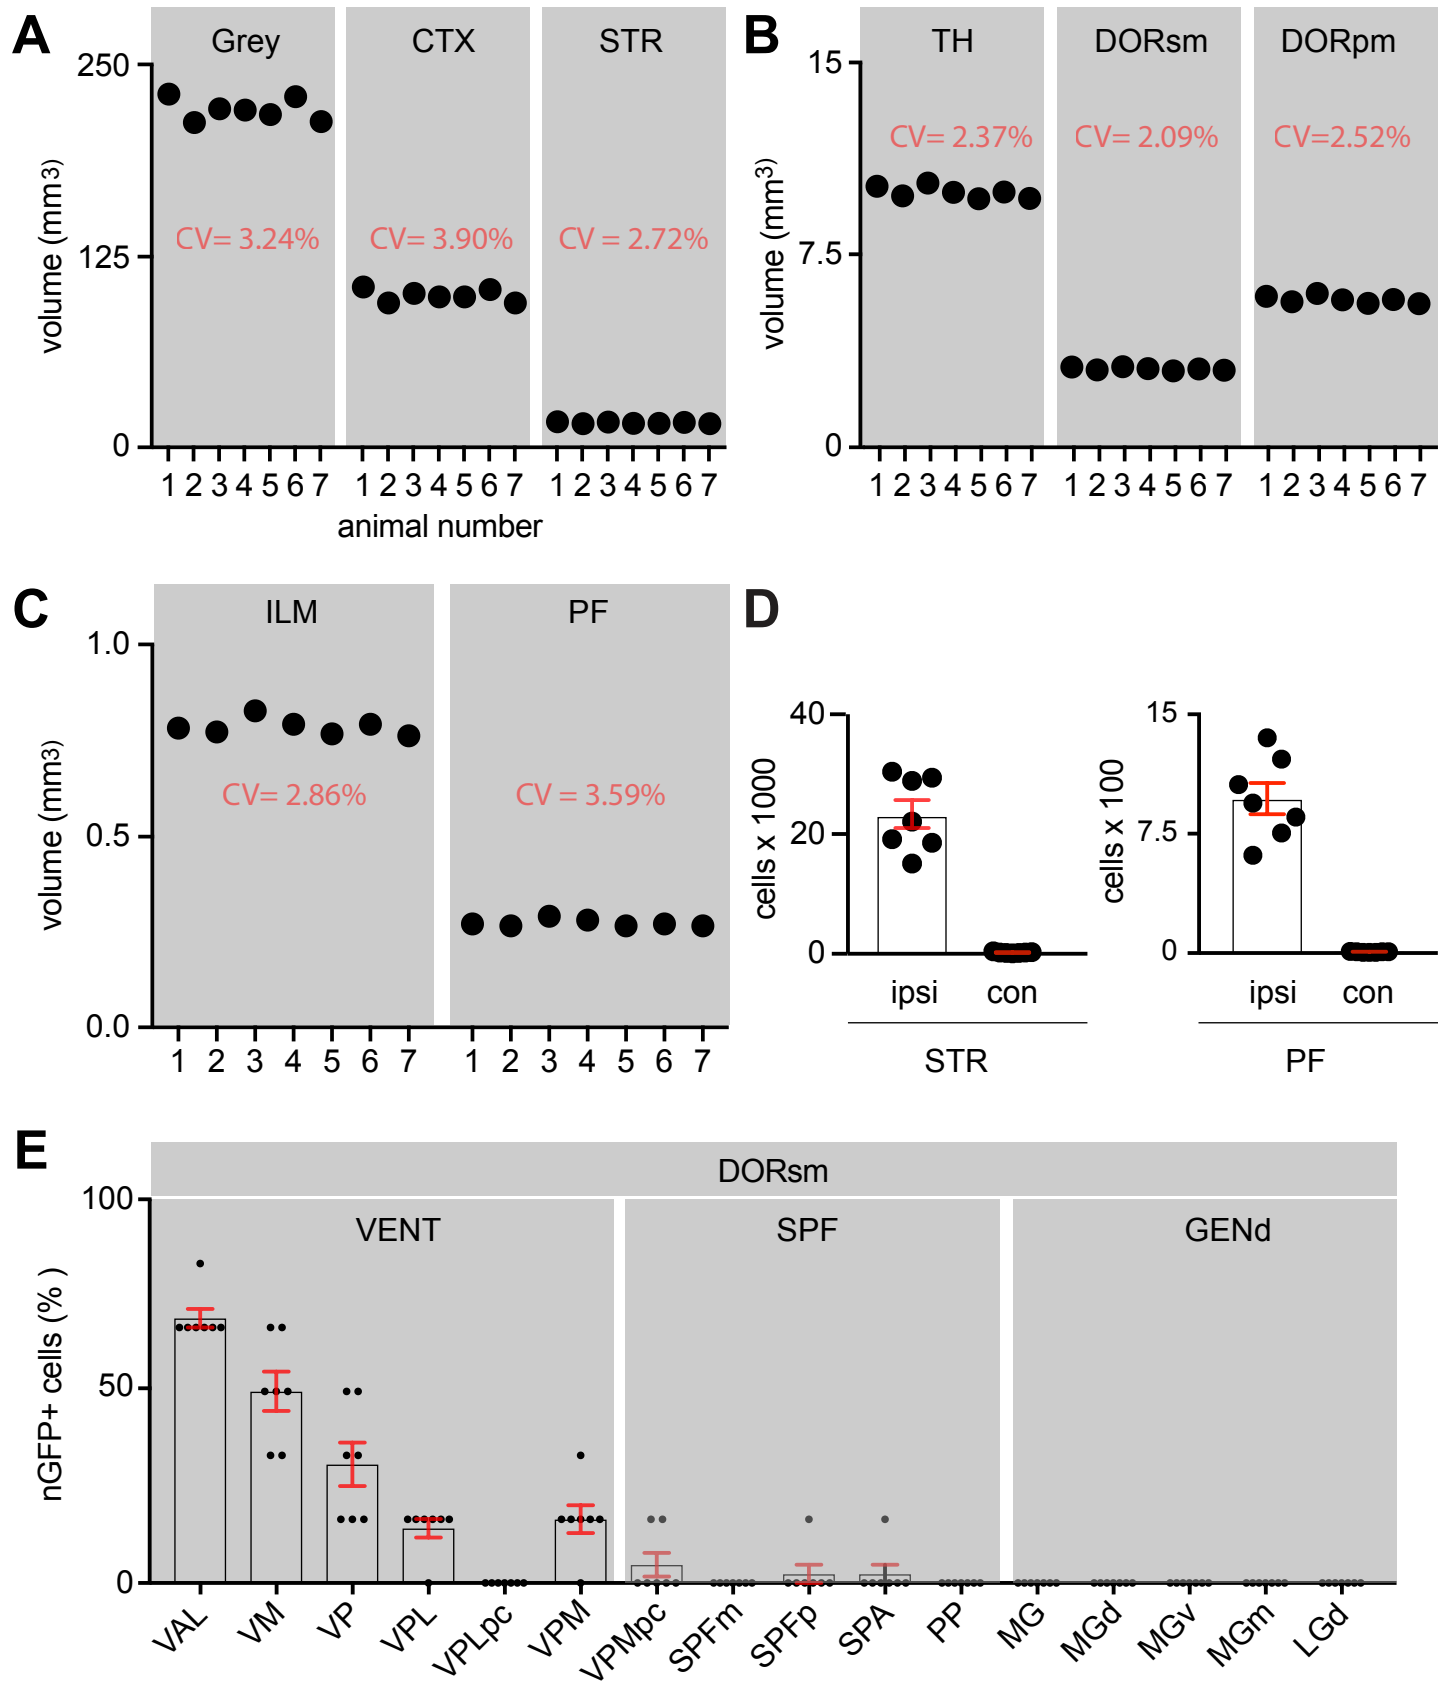 A
Grey CTX STR
250
125
0
volume (mm3)
CV= 3.24% CV= 3.90% CV = 2.72%
1 2 3 4 5 6 7 1 2 3 4 5 6 7 1 2 3 4 5 6 7
animal number
B
TH DORsm DORpm
15
7.5
0
volume (mm3)
CV= 2.37% CV= 2.09% CV=2.52%
1 2 3 4 5 6 7 1 2 3 4 5 6 7 1 2 3 4 5 6 7
C
ILM PF
1.0
0.5
0.0
volume (mm3)
CV= 2.86% CV = 3.59%
1 2 3 4 5 6 7 1 2 3 4 5 6 7
D
40
20
0
cells x 1000
ipsi con
STR
15
7.5
0
cells x 100
ipsi con
PF
E
DORsm
VENT SPF GENd
100
50
0
nGFP+ cells (% )
VAL VM VP VPL VPLpc VPM VPMpc SPFm SPFp SPA PP MG MGd MGv MGm LGd